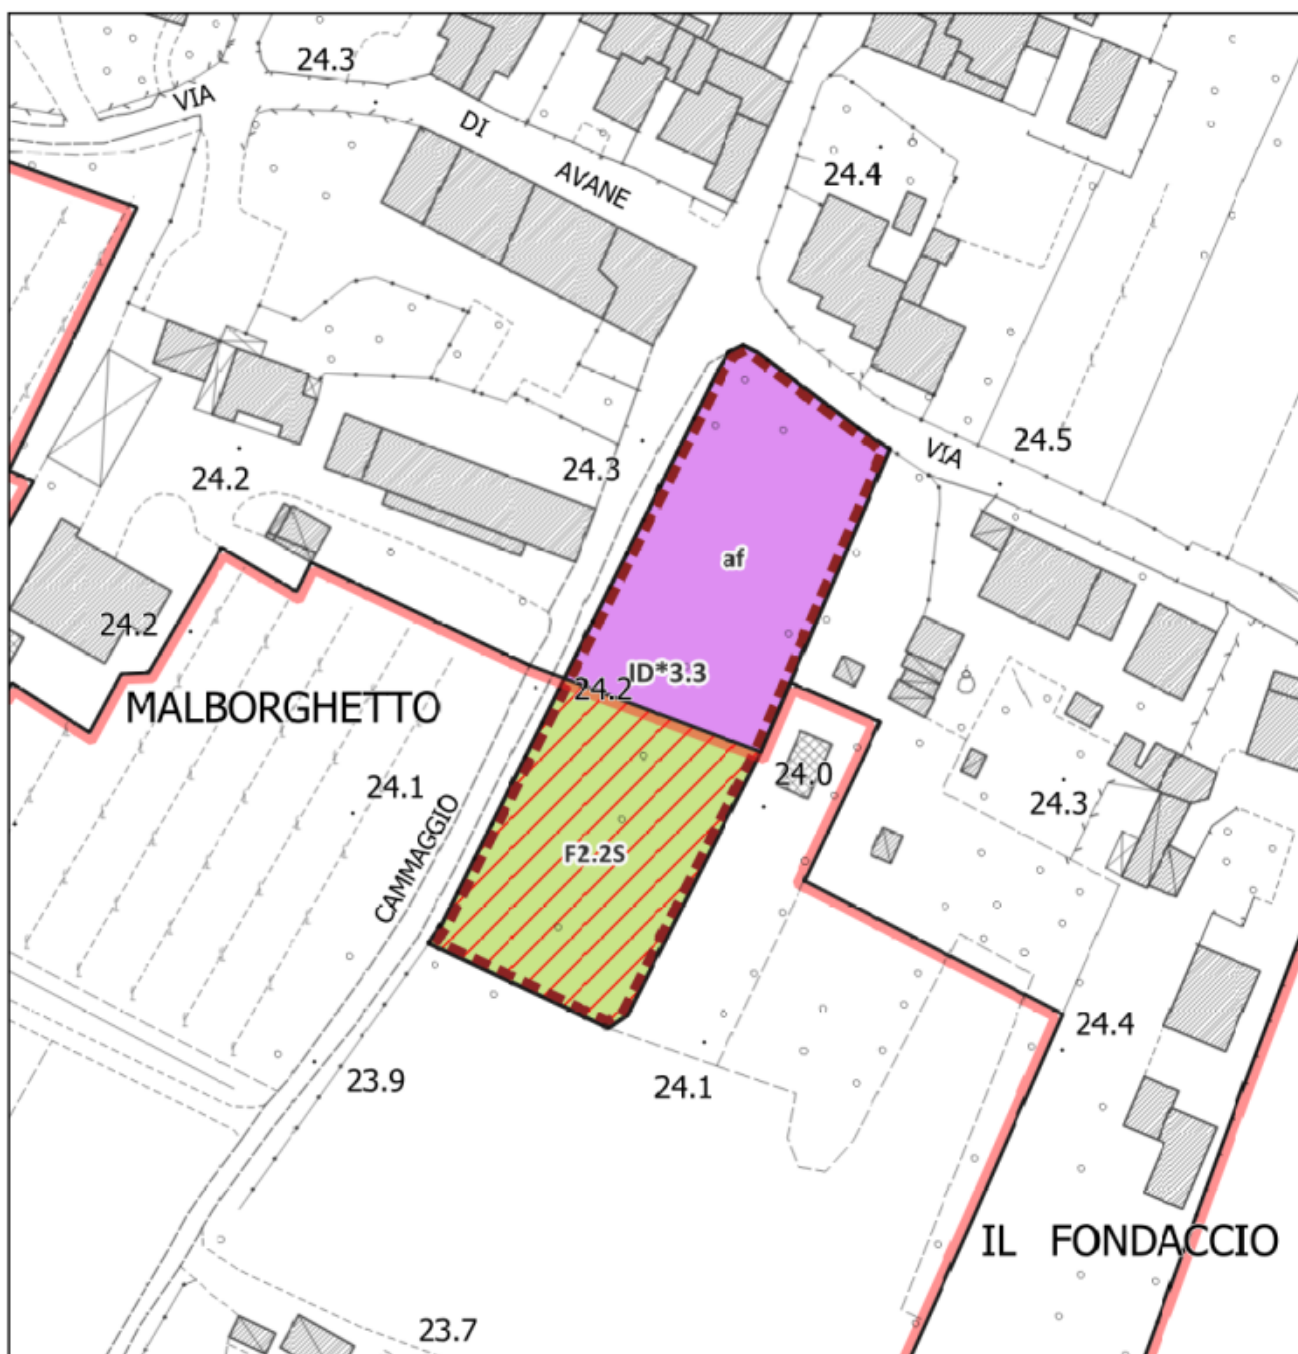 24.3
VIA
DI
AVANE
24.4
24.5
VIA
24.3
24.2
af
24.2
ID*3.3
24.2
MALBORGHETTO
24.0
24.1
24.3
CAMMAGGIO
F2.2S
24.4
23.9
24.1
IL FONDACCIO
23.7